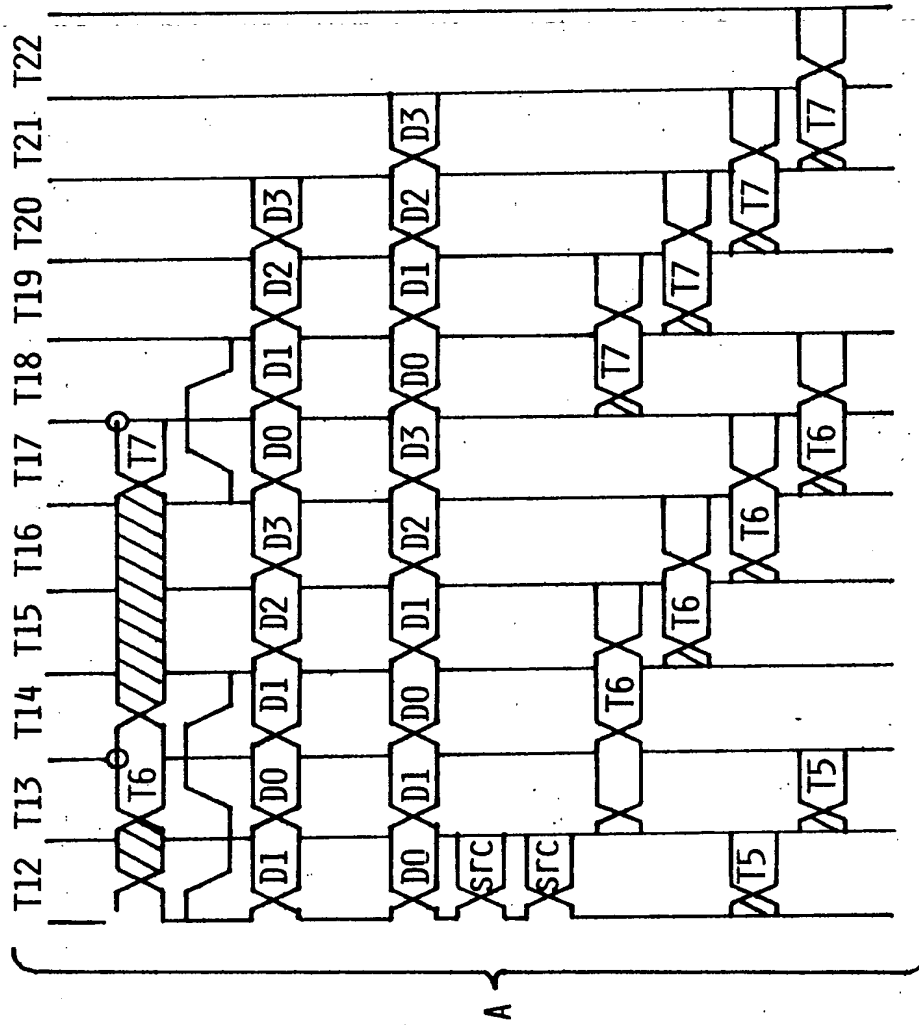 T12 T13 T14 T15 T16 T17 T18 T19 T20 T21 T22
T6 T7
D1 D0 D1 D2 D3 D0 D1 D2 D3
D0 D1 D0 D1 D2 D3 D0 D1 D2 D3
src
A
src
T6 T7
T6 T7
T5 T6 T7
T5 T6 T7